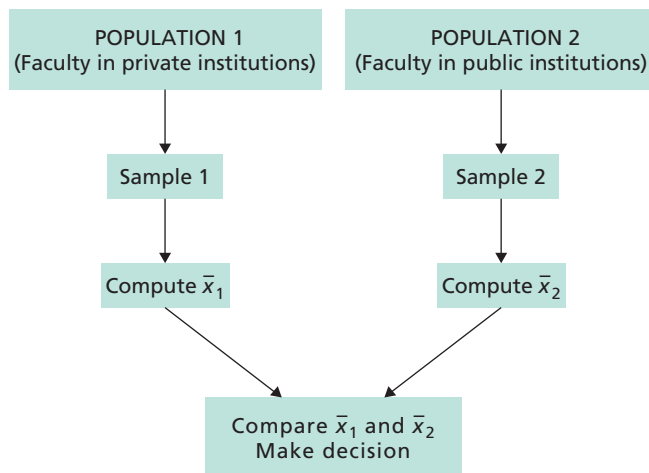 POPULATION 1
(Faculty in private institutions)
POPULATION 2
(Faculty in public institutions)
Sample 1
Sample 2
Compute x̄₁
Compute x̄₂
Compare x̄₁ and x̄₂
Make decision